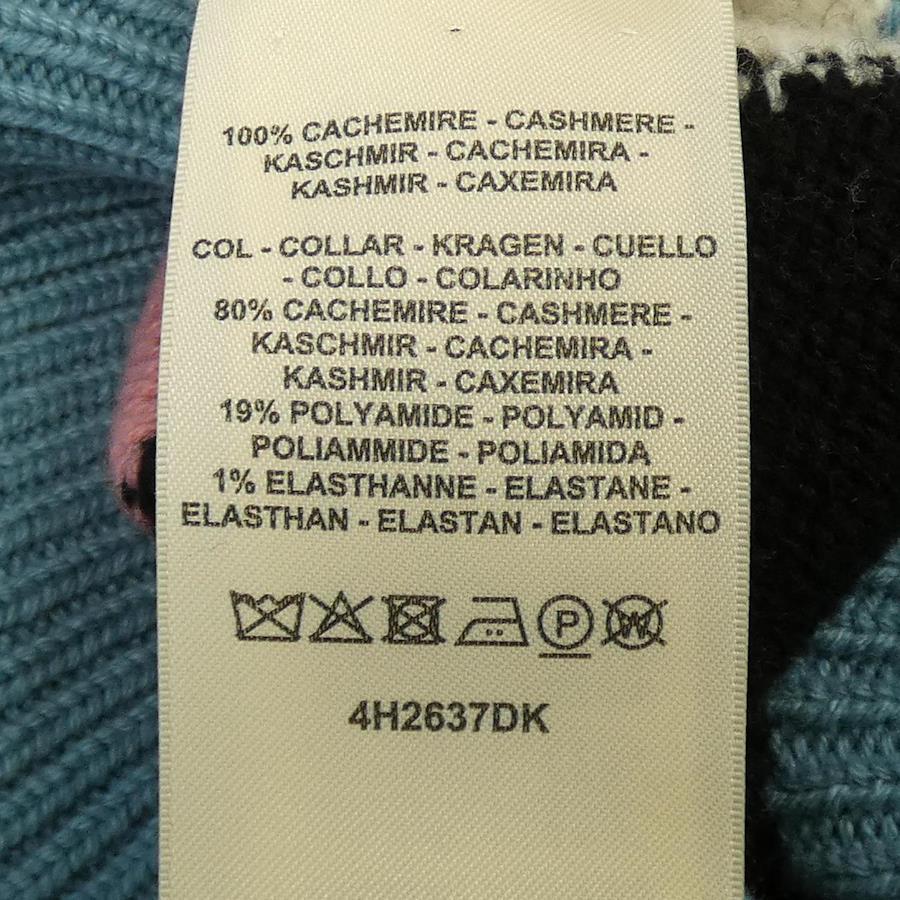 100% CACHEMIRE - CASHMERE -
KASCHMIR - CACHEMIRA -
KASHMIR - CAXEMIRA
COL - COLLAR - KRAGEN - CUELLO
- COLLO - COLARINHO
80% CACHEMIRE - CASHMERE -
KASCHMIR - CACHEMIRA -
KASHMIR - CAXEMIRA
19% POLYAMIDE - POLYAMID -
POLIAMMIDE - POLIAMIDA
1% ELASTHANNE - ELASTANE -
ELASTHAN - ELASTAN - ELASTANO
P W
4H2637DK